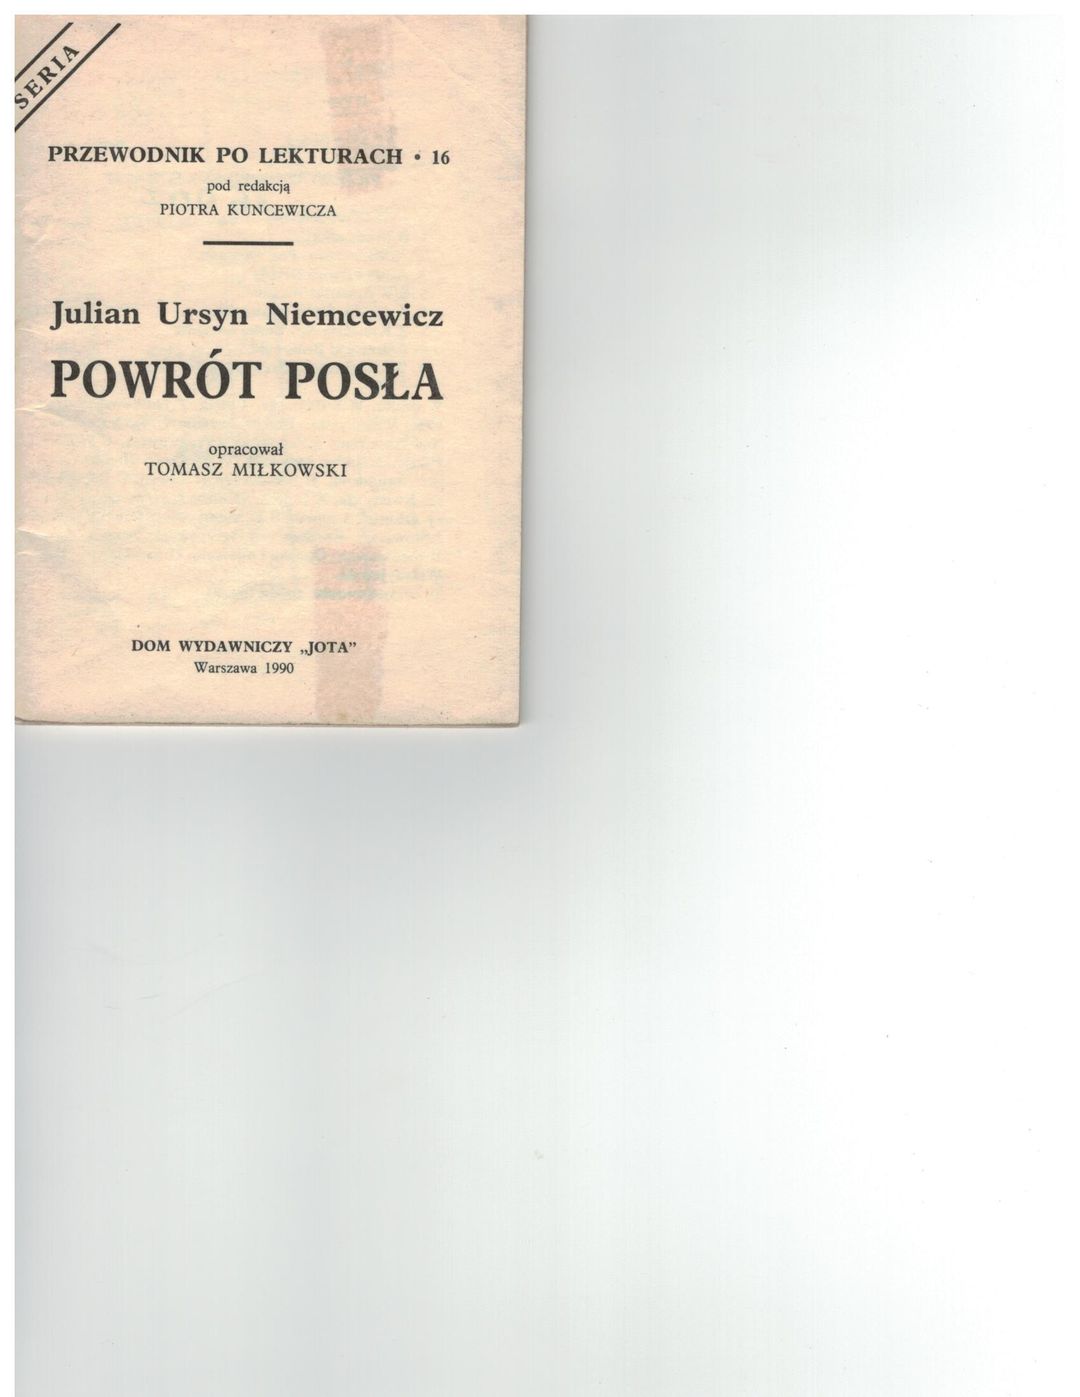 SERIA
PRZEWODNIK PO LEKTURACH • 16
pod redakcją
PIOTRA KUNCEWICZA
Julian Ursyn Niemcewicz
POWRÓT POSŁA
opracował
TOMASZ MIŁKOWSKI
DOM WYDAWNICZY „JOTA”
Warszawa 1990